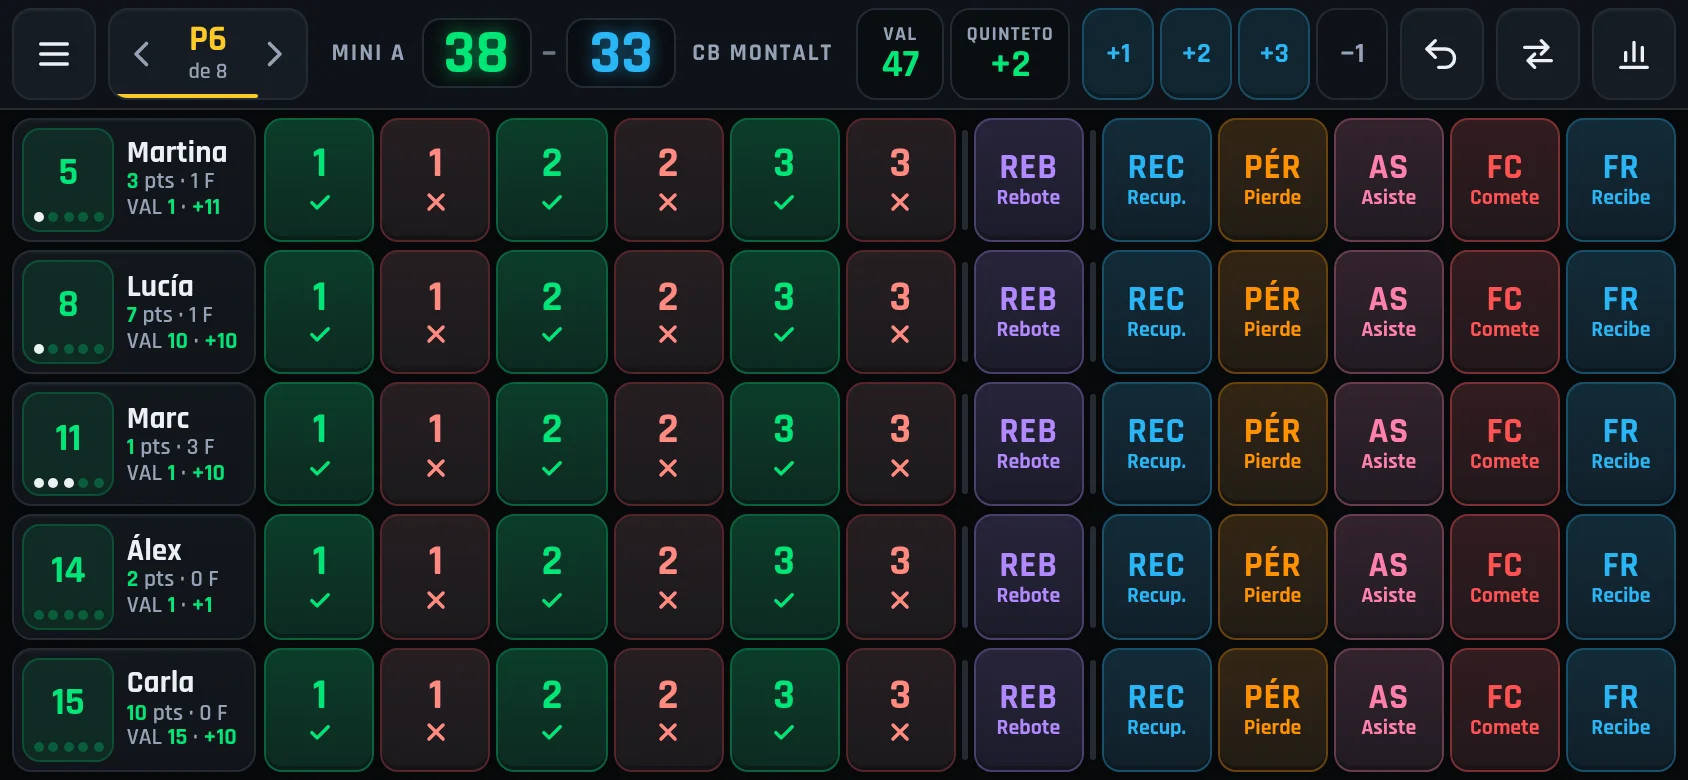 P6
de 8
MINI A
38 - 33
CB MONTALT
VAL
47
QUINTETO
+2
+1
+2
+3
-1
5
Martina
3 pts · 1 F
VAL 1 · +11
1 1 2 2 3 3
REB REC PÉR AS FC FR
Rebote Recup. Pierde Asiste Comete Recibe
8
Lucía
7 pts · 1 F
VAL 10 · +10
1 1 2 2 3 3
REB REC PÉR AS FC FR
Rebote Recup. Pierde Asiste Comete Recibe
11
Marc
1 pts · 3 F
VAL 1 · +10
1 1 2 2 3 3
REB REC PÉR AS FC FR
Rebote Recup. Pierde Asiste Comete Recibe
14
Álex
2 pts · 0 F
VAL 1 · +1
1 1 2 2 3 3
REB REC PÉR AS FC FR
Rebote Recup. Pierde Asiste Comete Recibe
15
Carla
10 pts · 0 F
VAL 15 · +10
1 1 2 2 3 3
REB REC PÉR AS FC FR
Rebote Recup. Pierde Asiste Comete Recibe